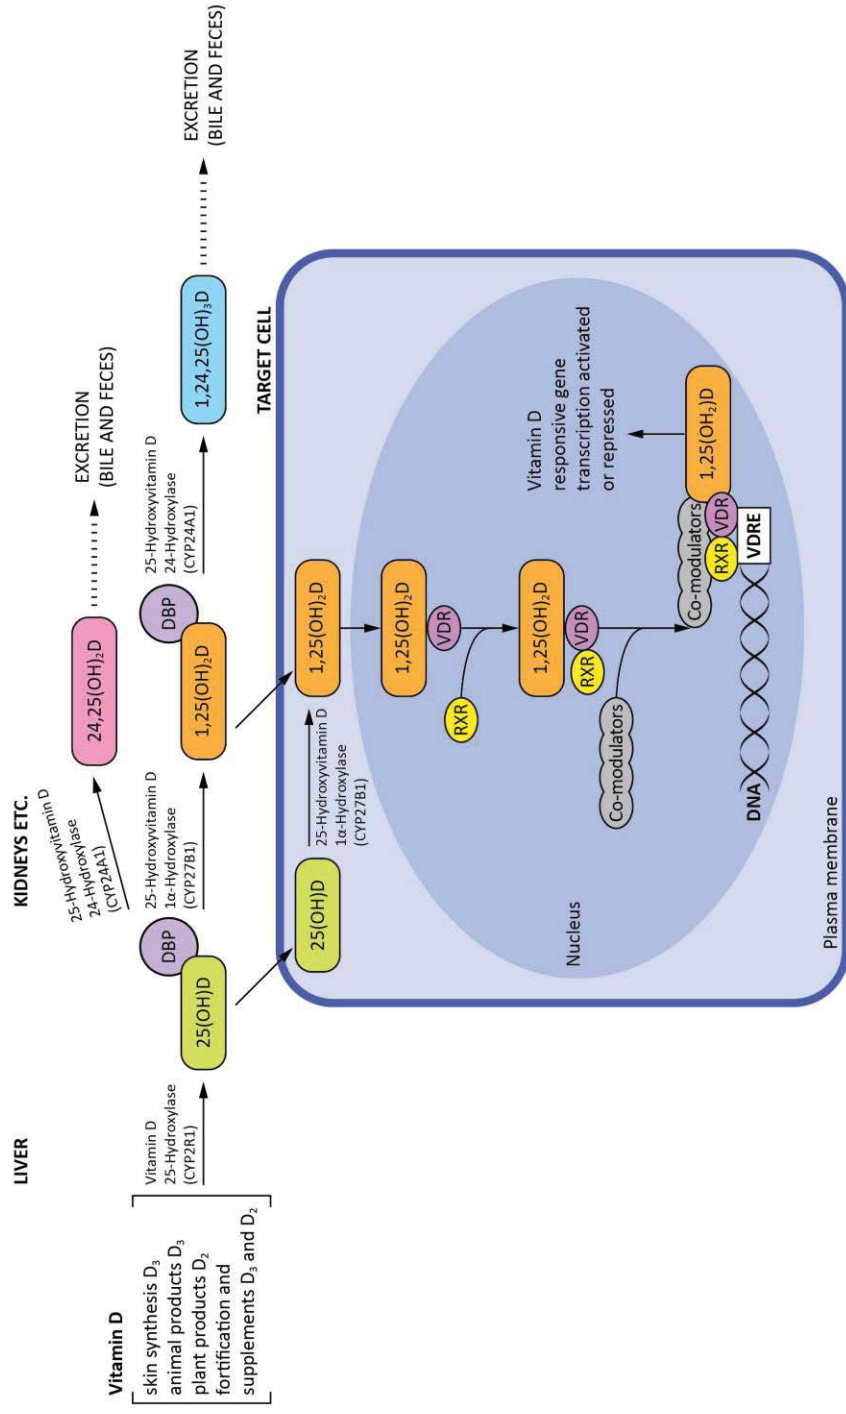 LIVER
KIDNEYS ETC.
Vitamin D
skin synthesis D₃
animal products D₃
plant products D₂
fortification and
supplements D₃ and D₂
Vitamin D
25-Hydroxylase
(CYP2R1)
25(OH)D
DBP
25-Hydroxyvitamin D
24-Hydroxylase
(CYP24A1)
24,25(OH)₂D
EXCRETION
(BILE AND FECES)
25-Hydroxyvitamin D
1α-Hydroxylase
(CYP27B1)
1,25(OH)₂D
DBP
25-Hydroxyvitamin D
24-Hydroxylase
(CYP24A1)
1,24,25(OH)₃D
EXCRETION
(BILE AND FECES)
TARGET CELL
25(OH)D
25-Hydroxyvitamin D
1α-Hydroxylase
(CYP27B1)
1,25(OH)₂D
1,25(OH)₂D
VDR
RXR
1,25(OH)₂D
VDR
RXR
Co-modulators
Nucleus
Vitamin D
responsive gene
transcription activated
or repressed
Co-modulators
1,25(OH₂)D
RXR
VDR
VDRE
DNA
Plasma membrane